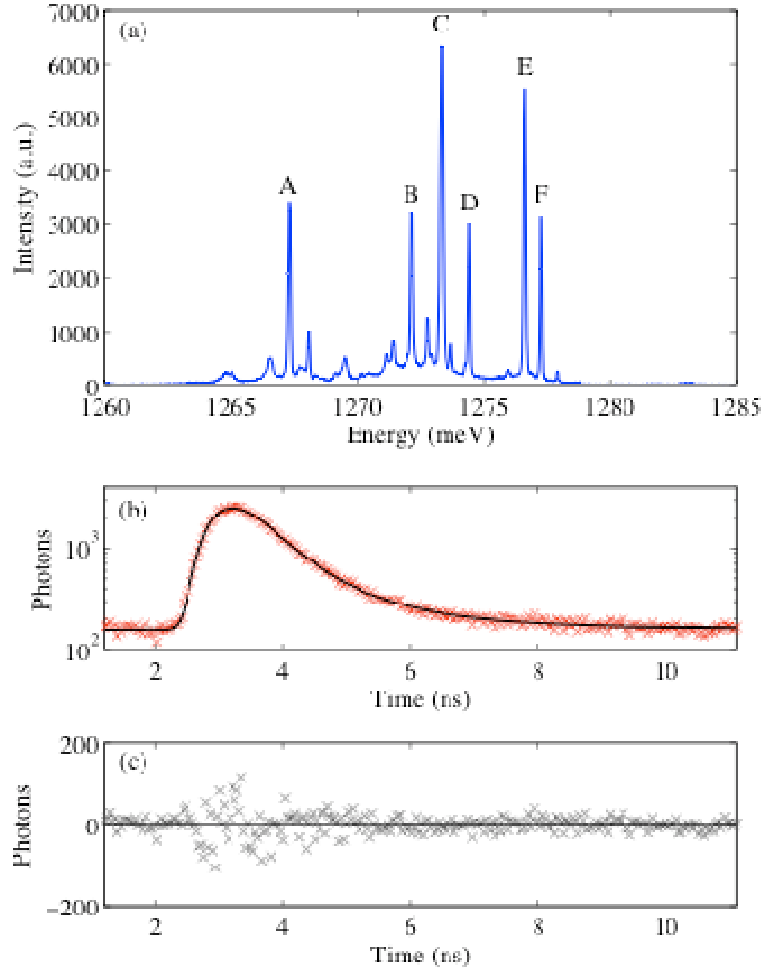 (a)
7000
6000
5000
4000
3000
2000
1000
0
Intensity (a.u.)
A
B
C
D
E
F
1260
1265
1270
1275
1280
1285
Energy (meV)
(b)
10³
10²
Photons
2
4
6
8
10
Time (ns)
(c)
200
0
−200
Photons
2
4
6
8
10
Time (ns)